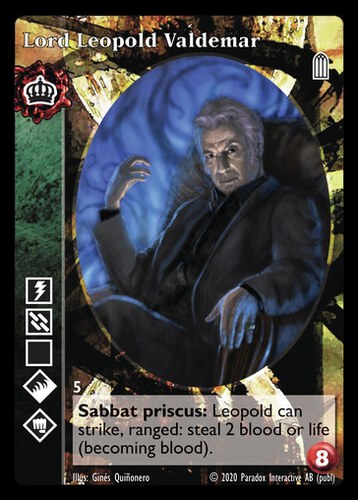 Lord Leopold Valdemar
5
Sabbat priscus: Leopold can
strike, ranged: steal 2 blood or life
(becoming blood).
8
Illus: Ginés Quiñonero © 2020 Paradox Interactive AB (publ)